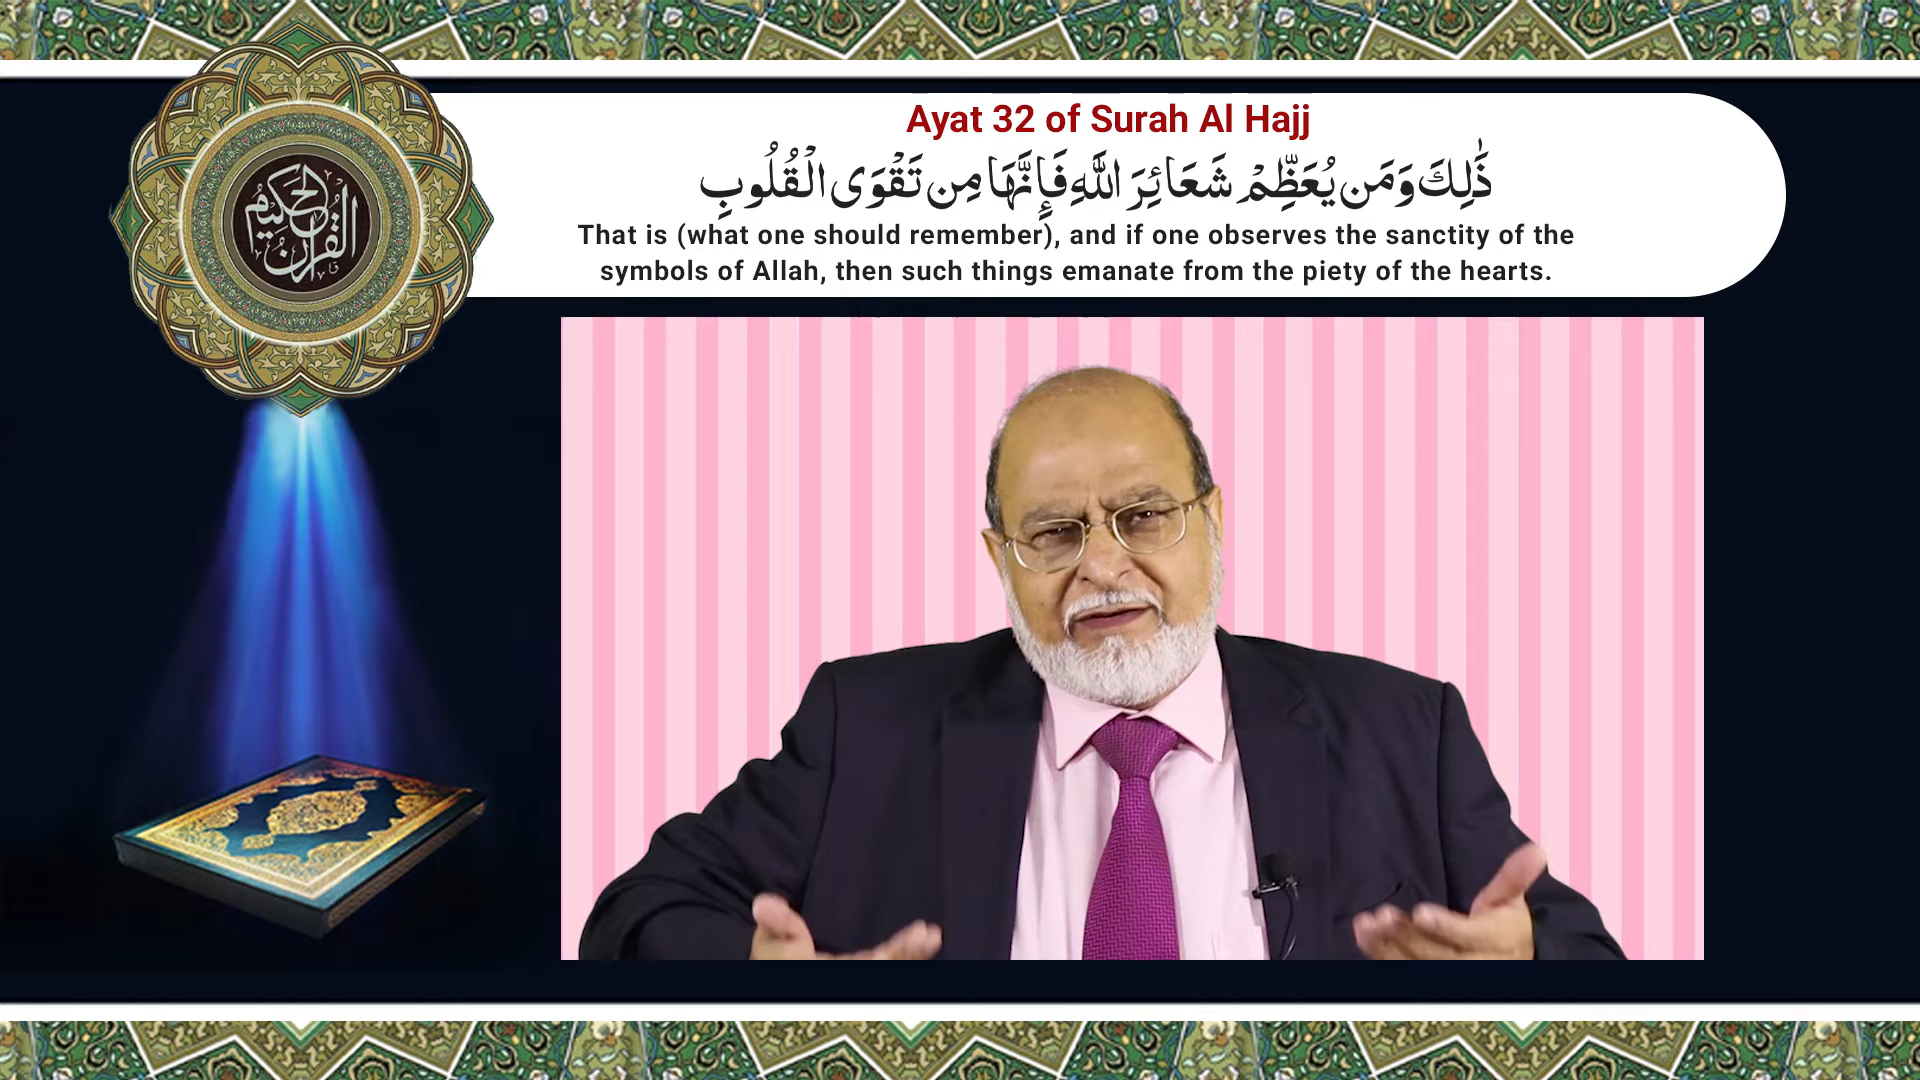 Ayat 32 of Surah Al Hajj
ذَٰلِكَ وَمَن يُعَظِّمْ شَعَائِرَ اللَّهِ فَإِنَّهَا مِن تَقْوَى الْقُلُوبِ
That is (what one should remember), and if one observes the sanctity of the
symbols of Allah, then such things emanate from the piety of the hearts.
القرآن الحكيم